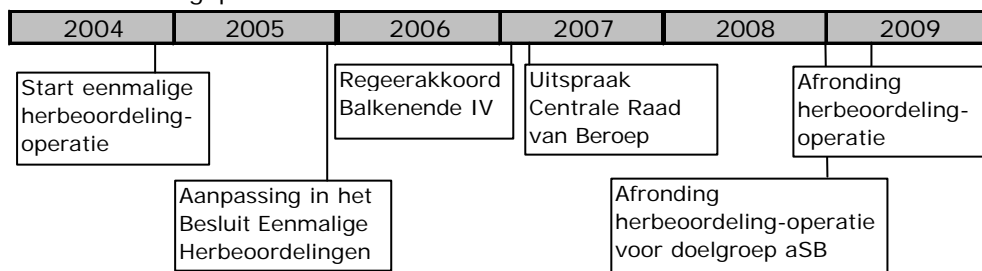 2004 2005 2006 2007 2008 2009
Start eenmalige
herbeoordeling-
operatie
Aanpassing in het
Besluit Eenmalige
Herbeoordelingen
Regeerakkoord
Balkenende IV
Uitspraak
Centrale Raad
van Beroep
Afronding
herbeoordeling-operatie
voor doelgroep aSB
Afronding
herbeoordeling-
operatie